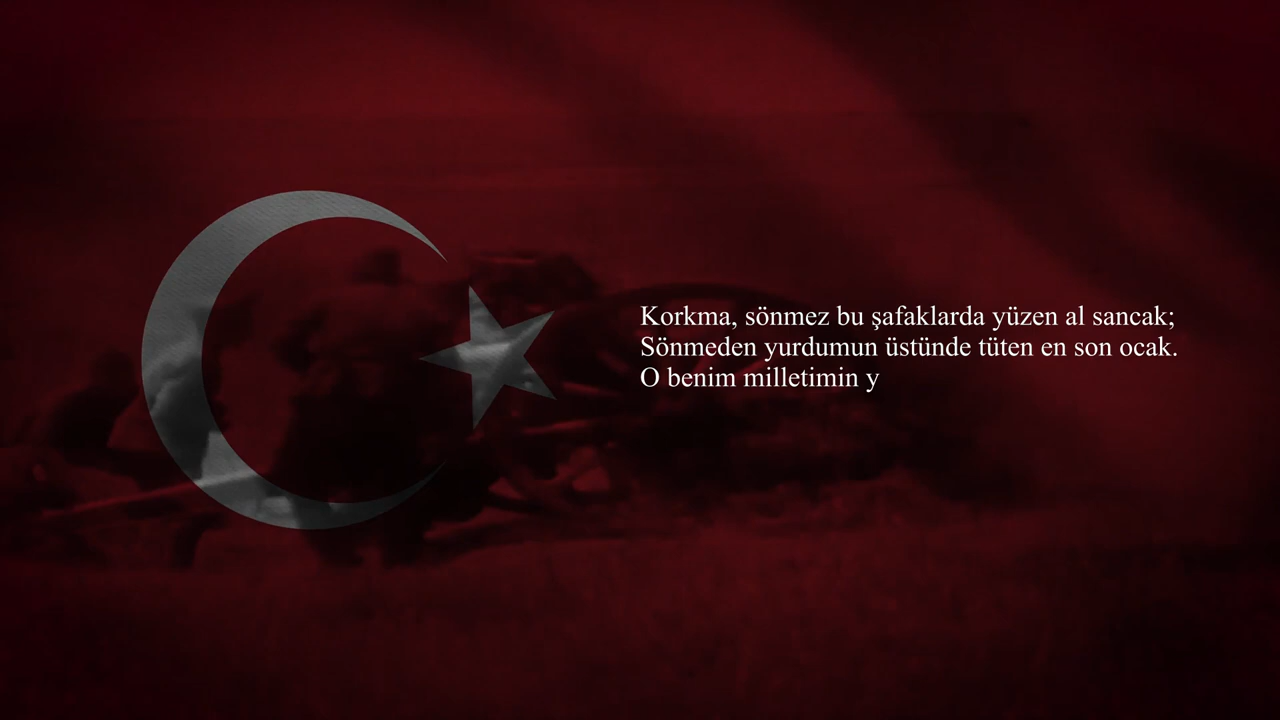 Korkma, sönmez bu şafaklarda yüzen al sancak;
Sönmeden yurdumun üstünde tüten en son ocak.
O benim milletimin y